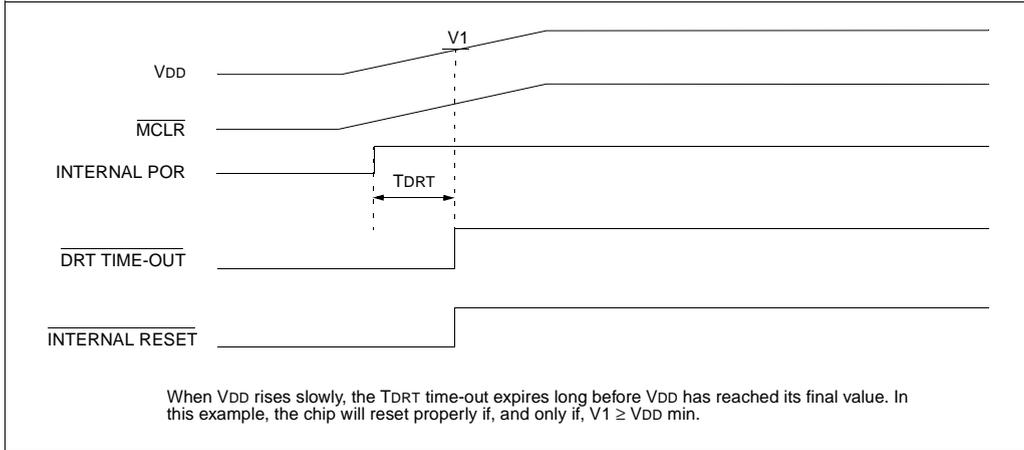 V1
VDD
MCLR
INTERNAL POR
TDRT
DRT TIME-OUT
INTERNAL RESET
When VDD rises slowly, the TDRT time-out expires long before VDD has reached its final value. In
this example, the chip will reset properly if, and only if, V1 ≥ VDD min.